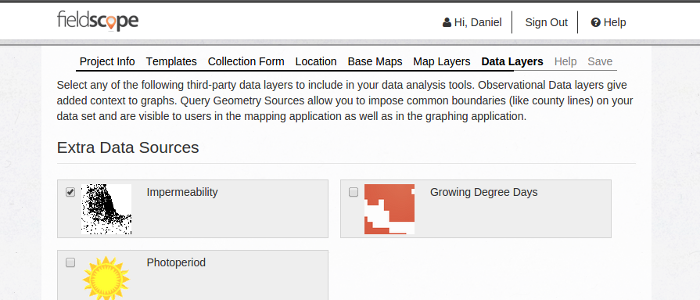 fieldscope
Hi, Daniel Sign Out Help
Project Info Templates Collection Form Location Base Maps Map Layers Data Layers Help Save
Select any of the following third-party data layers to include in your data analysis tools. Observational Data layers give
added context to graphs. Query Geometry Sources allow you to impose common boundaries (like county lines) on your
data set and are visible to users in the mapping application as well as in the graphing application.
Extra Data Sources
Impermeability Growing Degree Days
Photoperiod